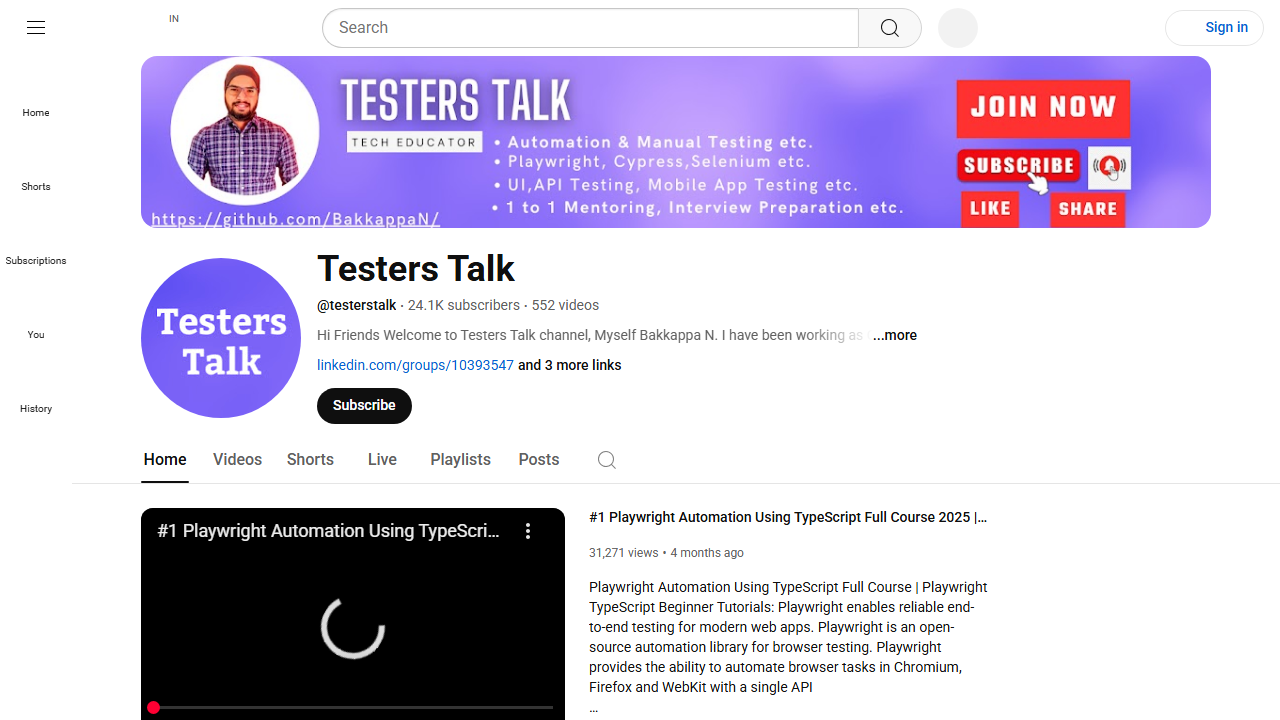 IN
Search
Sign in
Home
Shorts
Subscriptions
You
History
TESTERS TALK
TECH EDUCATOR
• Automation & Manual Testing etc.
• Playwright, Cypress,Selenium etc.
• UI,API Testing, Mobile App Testing etc.
• 1 to 1 Mentoring, Interview Preparation etc.
https://github.com/BakkappaN/
JOIN NOW
SUBSCRIBE
LIKE
SHARE
Testers
Talk
Testers Talk
@testerstalk · 24.1K subscribers · 552 videos
Hi Friends Welcome to Testers Talk channel, Myself Bakkappa N. I have been working as ...more
linkedin.com/groups/10393547 and 3 more links
Subscribe
Home Videos Shorts Live Playlists Posts
#1 Playwright Automation Using TypeScri...
#1 Playwright Automation Using TypeScript Full Course 2025 |...
31,271 views • 4 months ago
Playwright Automation Using TypeScript Full Course | Playwright
TypeScript Beginner Tutorials: Playwright enables reliable end-
to-end testing for modern web apps. Playwright is an open-
source automation library for browser testing. Playwright
provides the ability to automate browser tasks in Chromium,
Firefox and WebKit with a single API
...